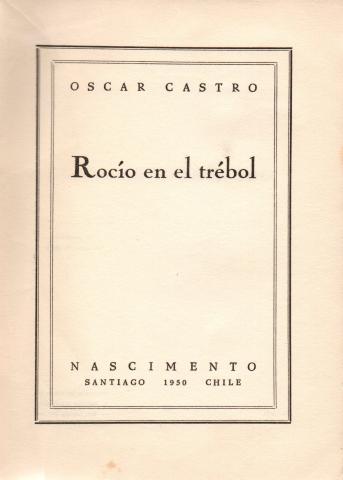 OSCAR CASTRO
Rocío en el trébol
NASCIMENTO
SANTIAGO 1950 CHILE